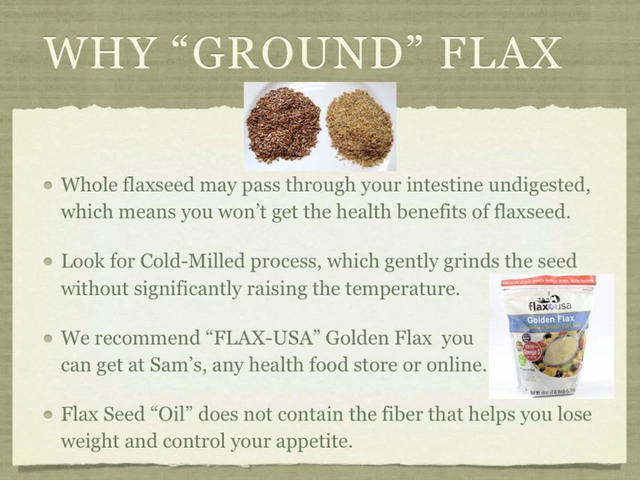 WHY “GROUND” FLAX
Whole flaxseed may pass through your intestine undigested,
which means you won’t get the health benefits of flaxseed.
Look for Cold-Milled process, which gently grinds the seed
without significantly raising the temperature.
flax usa
Golden Flax
We recommend “FLAX-USA” Golden Flax you
can get at Sam’s, any health food store or online.
Flax Seed “Oil” does not contain the fiber that helps you lose
weight and control your appetite.